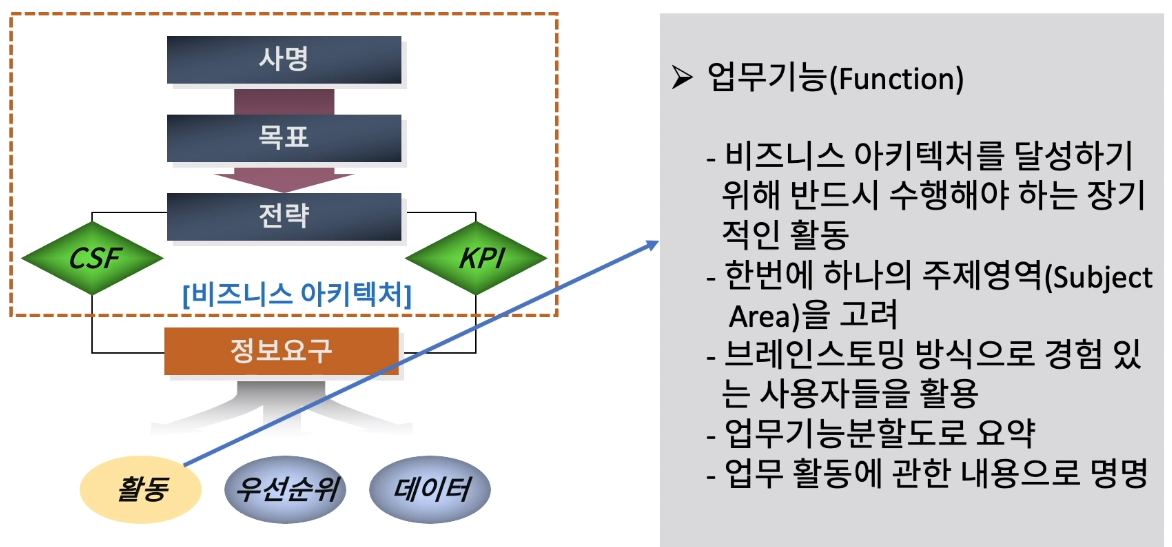 사명
목표
전략
CSF
KPI
[비즈니스 아키텍처]
정보요구
활동
우선순위
데이터
➢ 업무기능(Function)
- 비즈니스 아키텍처를 달성하기
위해 반드시 수행해야 하는 장기
적인 활동
- 한번에 하나의 주제영역(Subject
Area)을 고려
- 브레인스토밍 방식으로 경험 있
는 사용자들을 활용
- 업무기능분할도로 요약
- 업무 활동에 관한 내용으로 명명